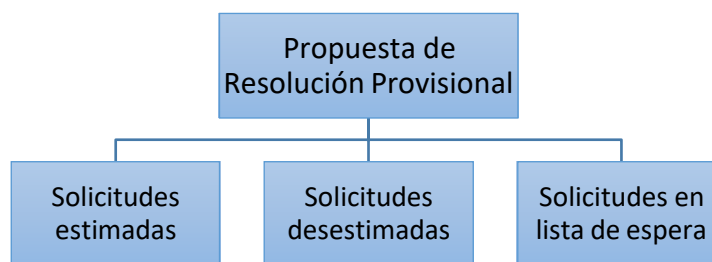 Propuesta de
Resolución Provisional
Solicitudes
estimadas
Solicitudes
desestimadas
Solicitudes en
lista de espera